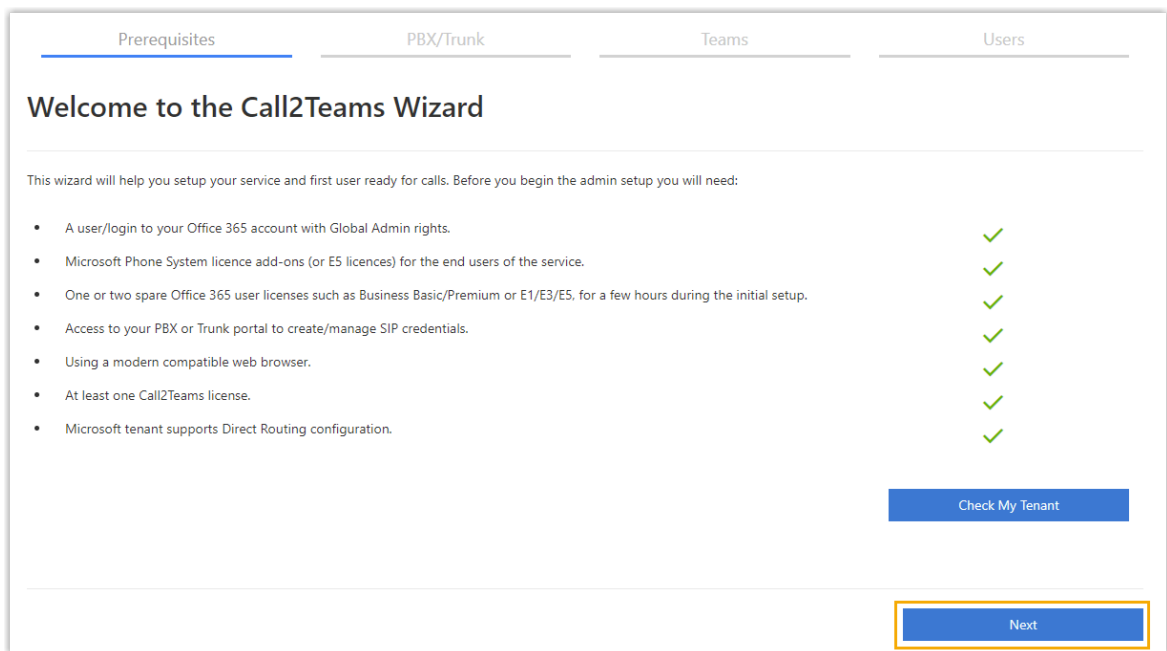 Prerequisites PBX/Trunk Teams Users
Welcome to the Call2Teams Wizard
This wizard will help you setup your service and first user ready for calls. Before you begin the admin setup you will need:
• A user/login to your Office 365 account with Global Admin rights.
• Microsoft Phone System licence add-ons (or E5 licences) for the end users of the service.
• One or two spare Office 365 user licenses such as Business Basic/Premium or E1/E3/E5, for a few hours during the initial setup.
• Access to your PBX or Trunk portal to create/manage SIP credentials.
• Using a modern compatible web browser.
• At least one Call2Teams license.
• Microsoft tenant supports Direct Routing configuration.
Check My Tenant
Next